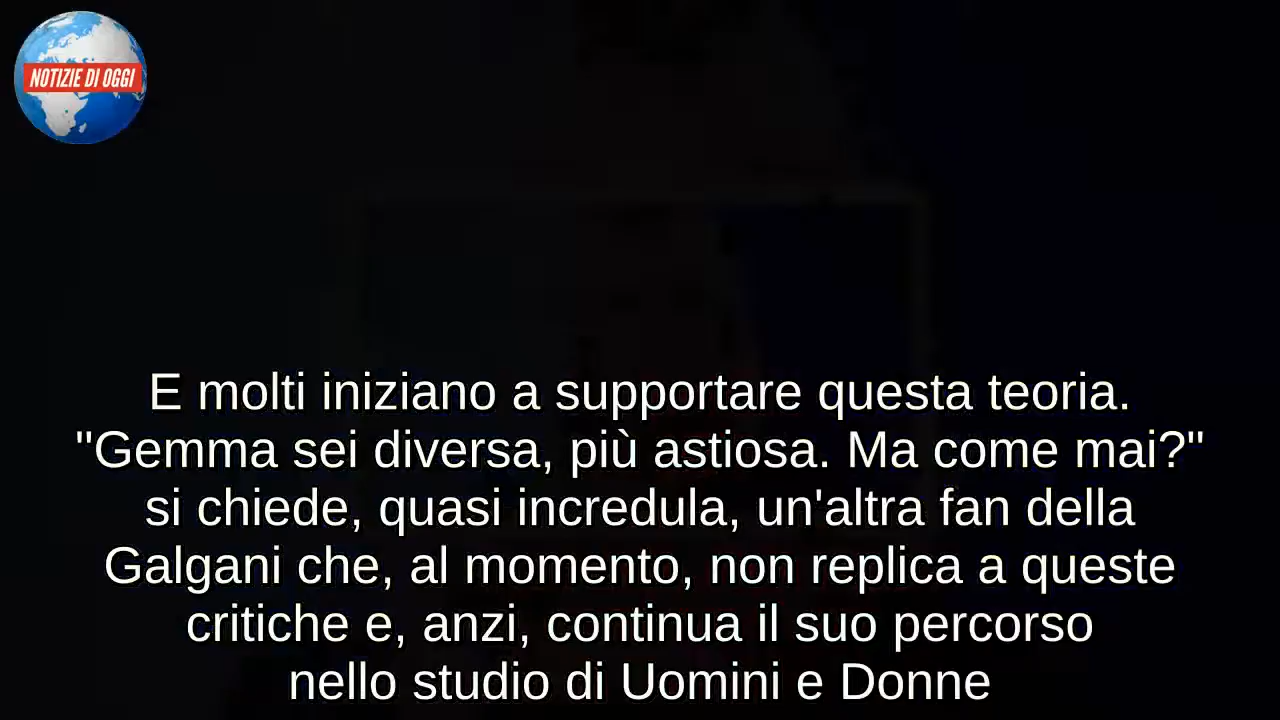 NOTIZIE DI OGGI
E molti iniziano a supportare questa teoria.
"Gemma sei diversa, più astiosa. Ma come mai?"
si chiede, quasi incredula, un'altra fan della
Galgani che, al momento, non replica a queste
critiche e, anzi, continua il suo percorso
nello studio di Uomini e Donne